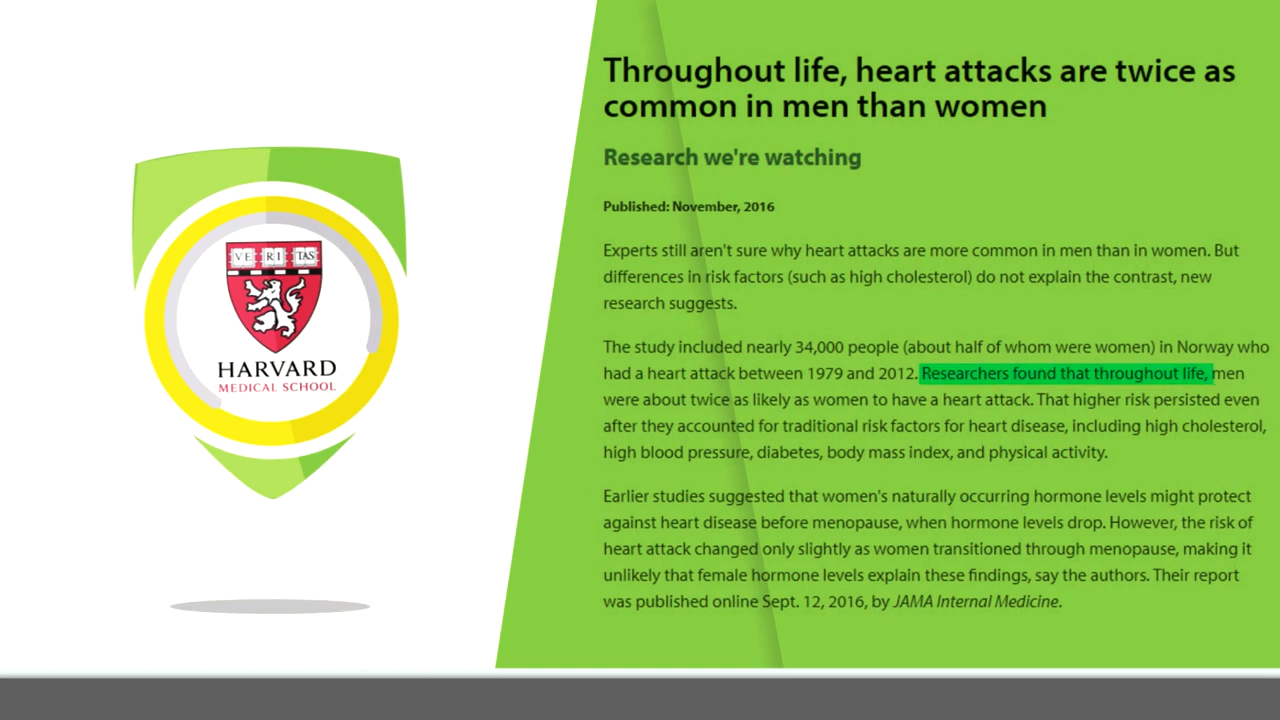 VE RI TAS
HARVARD
MEDICAL SCHOOL
Throughout life, heart attacks are twice as
common in men than women
Research we're watching
Published: November, 2016
Experts still aren't sure why heart attacks are more common in men than in women. But
differences in risk factors (such as high cholesterol) do not explain the contrast, new
research suggests.
The study included nearly 34,000 people (about half of whom were women) in Norway who
had a heart attack between 1979 and 2012. Researchers found that throughout life, men
were about twice as likely as women to have a heart attack. That higher risk persisted even
after they accounted for traditional risk factors for heart disease, including high cholesterol,
high blood pressure, diabetes, body mass index, and physical activity.
Earlier studies suggested that women's naturally occurring hormone levels might protect
against heart disease before menopause, when hormone levels drop. However, the risk of
heart attack changed only slightly as women transitioned through menopause, making it
unlikely that female hormone levels explain these findings, say the authors. Their report
was published online Sept. 12, 2016, by JAMA Internal Medicine.